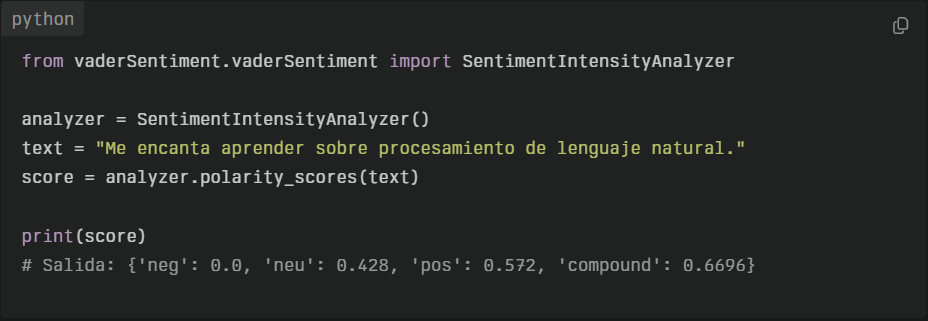 python
from vaderSentiment.vaderSentiment import SentimentIntensityAnalyzer
analyzer = SentimentIntensityAnalyzer()
text = "Me encanta aprender sobre procesamiento de lenguaje natural."
score = analyzer.polarity_scores(text)
print(score)
# Salida: {'neg': 0.0, 'neu': 0.428, 'pos': 0.572, 'compound': 0.6696}